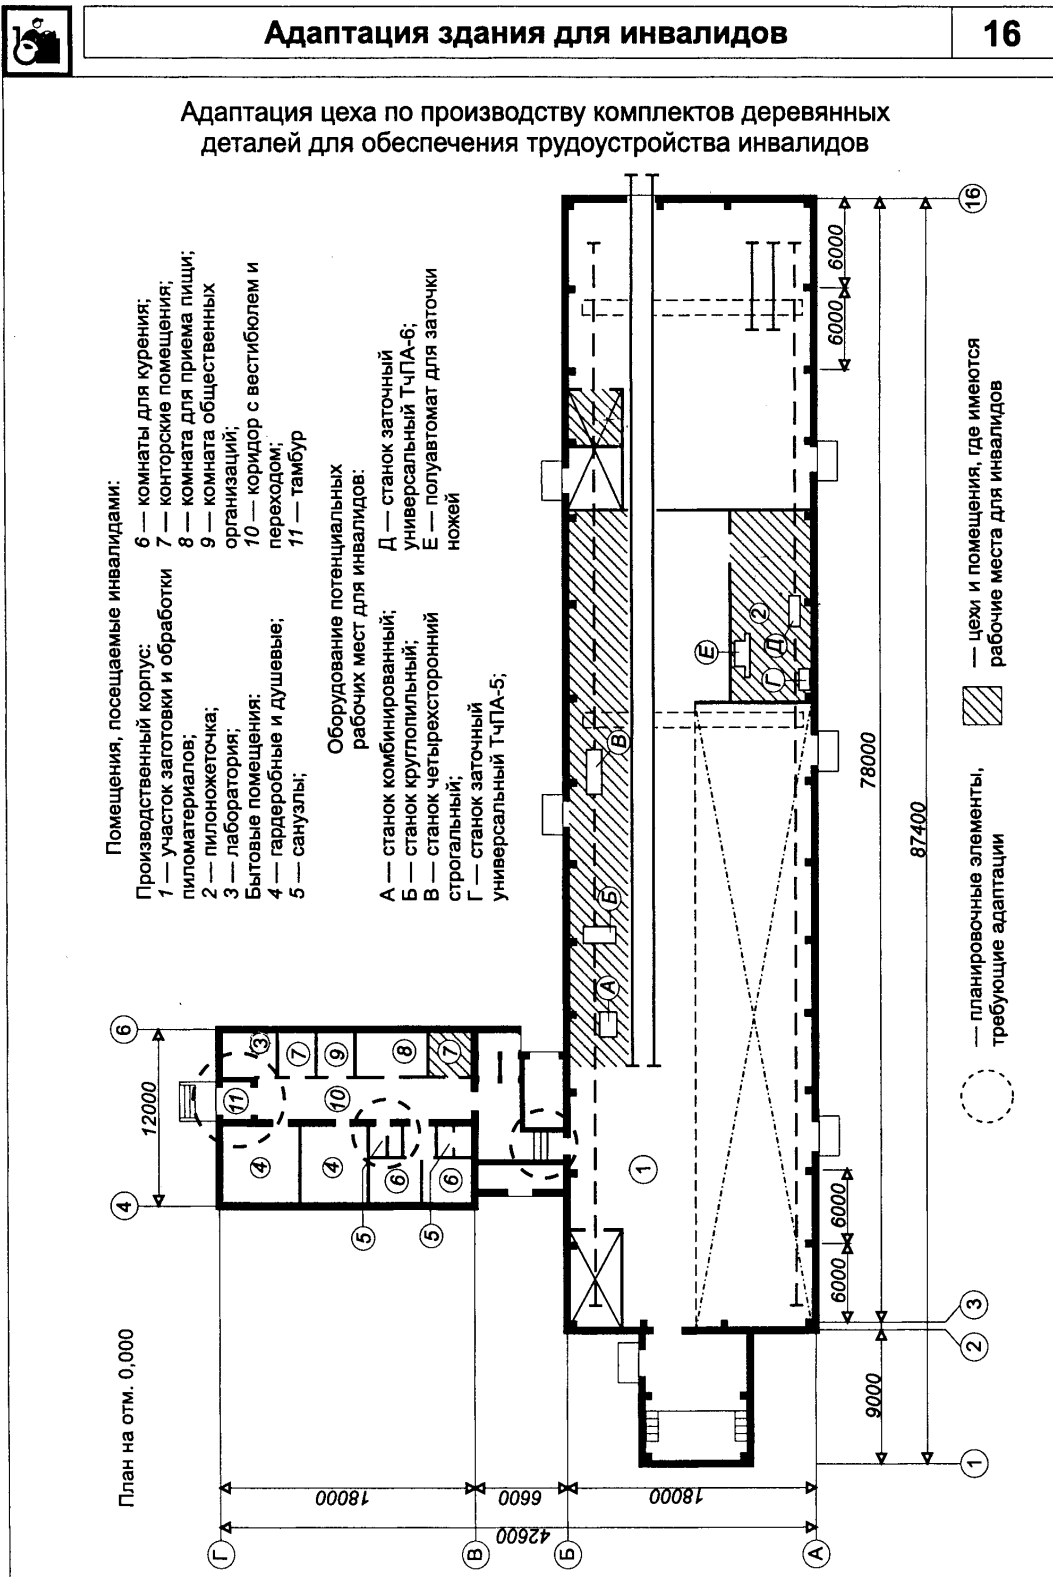 Адаптация здания для инвалидов
16
Адаптация цеха по производству комплектов деревянных
деталей для обеспечения трудоустройства инвалидов
План на отм. 0,000
Помещения, посещаемые инвалидами:
Производственный корпус:
1 — участок заготовки и обработки
пиломатериалов;
2 — пилоножеточка;
3 — лаборатория;
Бытовые помещения:
4 — гардеробные и душевые;
5 — санузлы;
6 — комнаты для курения;
7 — конторские помещения;
8 — комната для приема пищи;
9 — комната общественных
организаций;
10 — коридор с вестибюлем и
переходом;
11 — тамбур
Оборудование потенциальных
рабочих мест для инвалидов:
А — станок комбинированный;
Б — станок круглопильный;
В — станок четырехсторонний
строгальный;
Г — станок заточный
универсальный ТчПА-5;
Д — станок заточный
универсальный ТчПА-6;
Е — полуавтомат для заточки
ножей
6
4
12000
3
7
9
8
7
11
10
4
4
6
6
5
5
1
А
Б
В
Г
Д
Е
2
6000
6000
6000
6000
78000
87400
9000
16
3
2
1
18000
6600
18000
42600
Г
В
Б
А
— планировочные элементы,
требующие адаптации
— цехи и помещения, где имеются
рабочие места для инвалидов